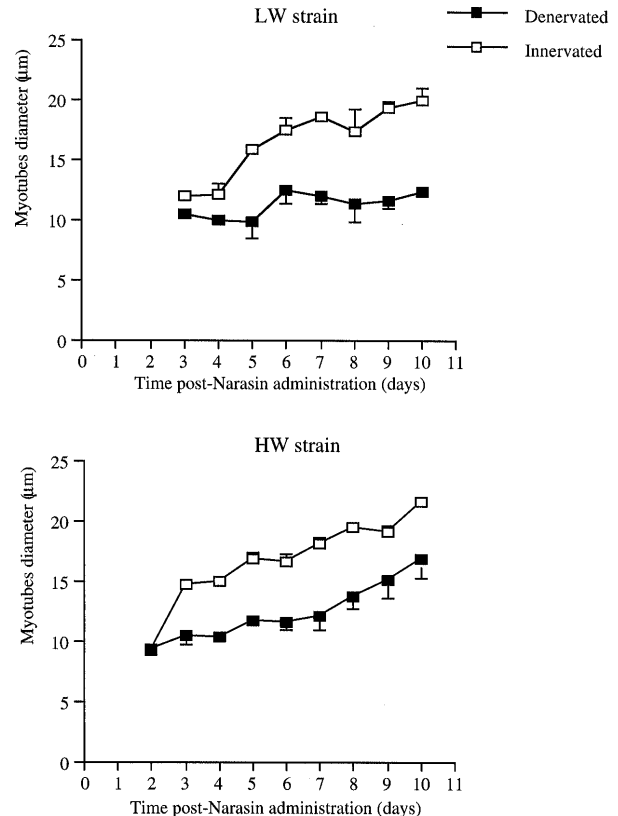 LW strain
Denervated
Innervated
Myotubes diameter (μm)
25
20
15
10
5
0
0 1 2 3 4 5 6 7 8 9 10 11
Time post-Narasin administration (days)
HW strain
Myotubes diameter (μm)
25
20
15
10
5
0
0 1 2 3 4 5 6 7 8 9 10 11
Time post-Narasin administration (days)